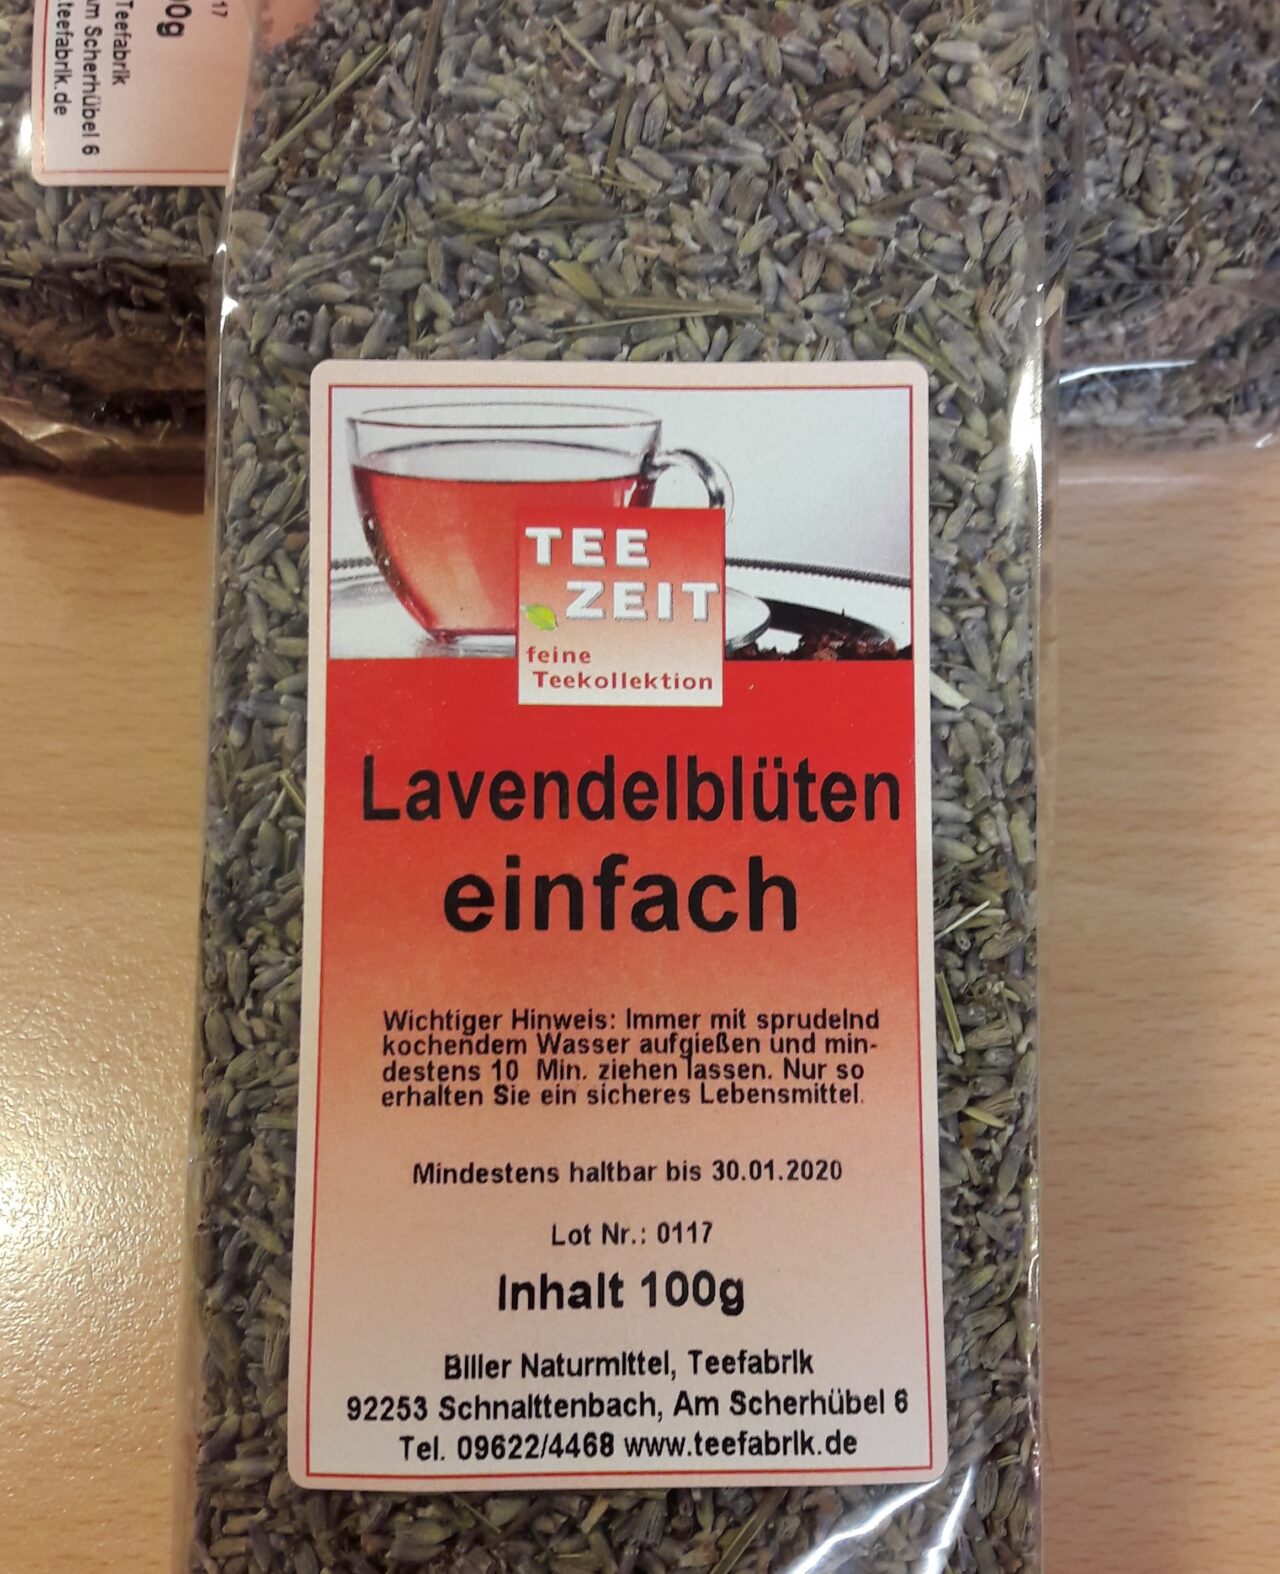 17
00g
Teefabrik
Am Scherhübel 6
.teefabrik.de
TEE
ZEIT
feine
Teekollektion
Lavendelblüten
einfach
Wichtiger Hinweis: Immer mit sprudelnd
kochendem Wasser aufgießen und min-
destens 10 Min. ziehen lassen. Nur so
erhalten Sie ein sicheres Lebensmittel.
Mindestens haltbar bis 30.01.2020
Lot Nr.: 0117
Inhalt 100g
Biller Naturmittel, Teefabrik
92253 Schnaittenbach, Am Scherhübel 6
Tel. 09622/4468 www.teefabrik.de